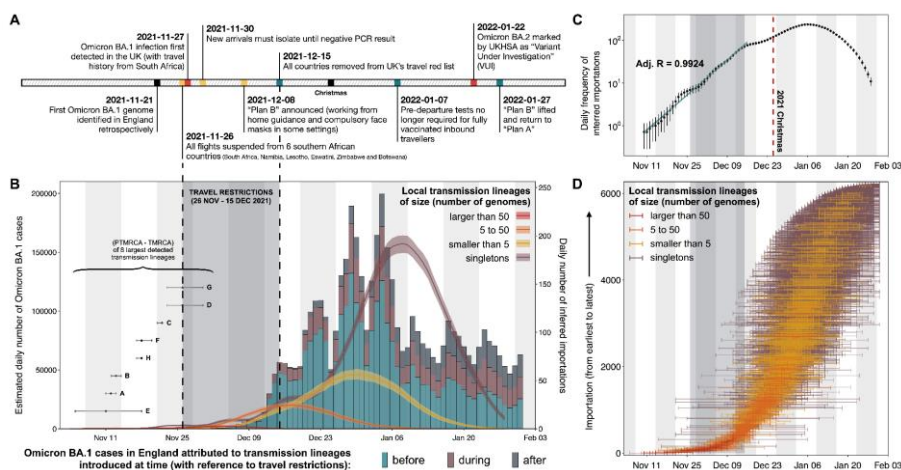 A
2021-11-27
Omicron BA.1 infection first
detected in the UK (with travel
history from South Africa)
2021-11-30
New arrivals must isolate until negative PCR result
2021-12-15
All countries removed from UK's travel red list
2022-01-22
Omicron BA.2 marked
by UKHSA as "Variant
Under Investigation"
(VUI)
Christmas
2021-11-21
First Omicron BA.1 genome
identified in England
retrospectively
2021-11-26
All flights suspended from 6 southern African
countries (South Africa, Namibia, Lesotho, Eswatini, Zimbabwe and Botswana)
2021-12-08
"Plan B" announced (working from
home guidance and compulsory face
masks in some settings)
2022-01-07
Pre-departure tests no
longer required for fully
vaccinated inbound
travellers
2022-01-27
"Plan B" lifted
and return to
"Plan A"
B
Estimated daily number of Omicron BA.1 cases
200000
150000
100000
50000
0
TRAVEL RESTRICTIONS
(26 NOV - 15 DEC 2021)
(PTMRCA - TMRCA)
of 8 largest detected
transmission lineages
G
D
C
F
H
B
A
E
Local transmission lineages
of size (number of genomes)
larger than 50
5 to 50
smaller than 5
singletons
250
200
150
100
50
0
Daily number of inferred importations
Nov 11
Nov 25
Dec 09
Dec 23
Jan 06
Jan 20
Feb 03
Omicron BA.1 cases in England attributed to transmission lineages
introduced at time (with reference to travel restrictions):
before
during
after
C
Daily frequency of
inferred importations
Adj. R = 0.9924
2021 Christmas
Nov 11
Nov 25
Dec 09
Dec 23
Jan 06
Jan 20
Feb 03
D
Importation (from earliest to latest)
6000
4000
2000
0
Local transmission lineages
of size (number of genomes)
larger than 50
5 to 50
smaller than 5
singletons
Nov 11
Nov 25
Dec 09
Dec 23
Jan 06
Jan 20
Feb 03